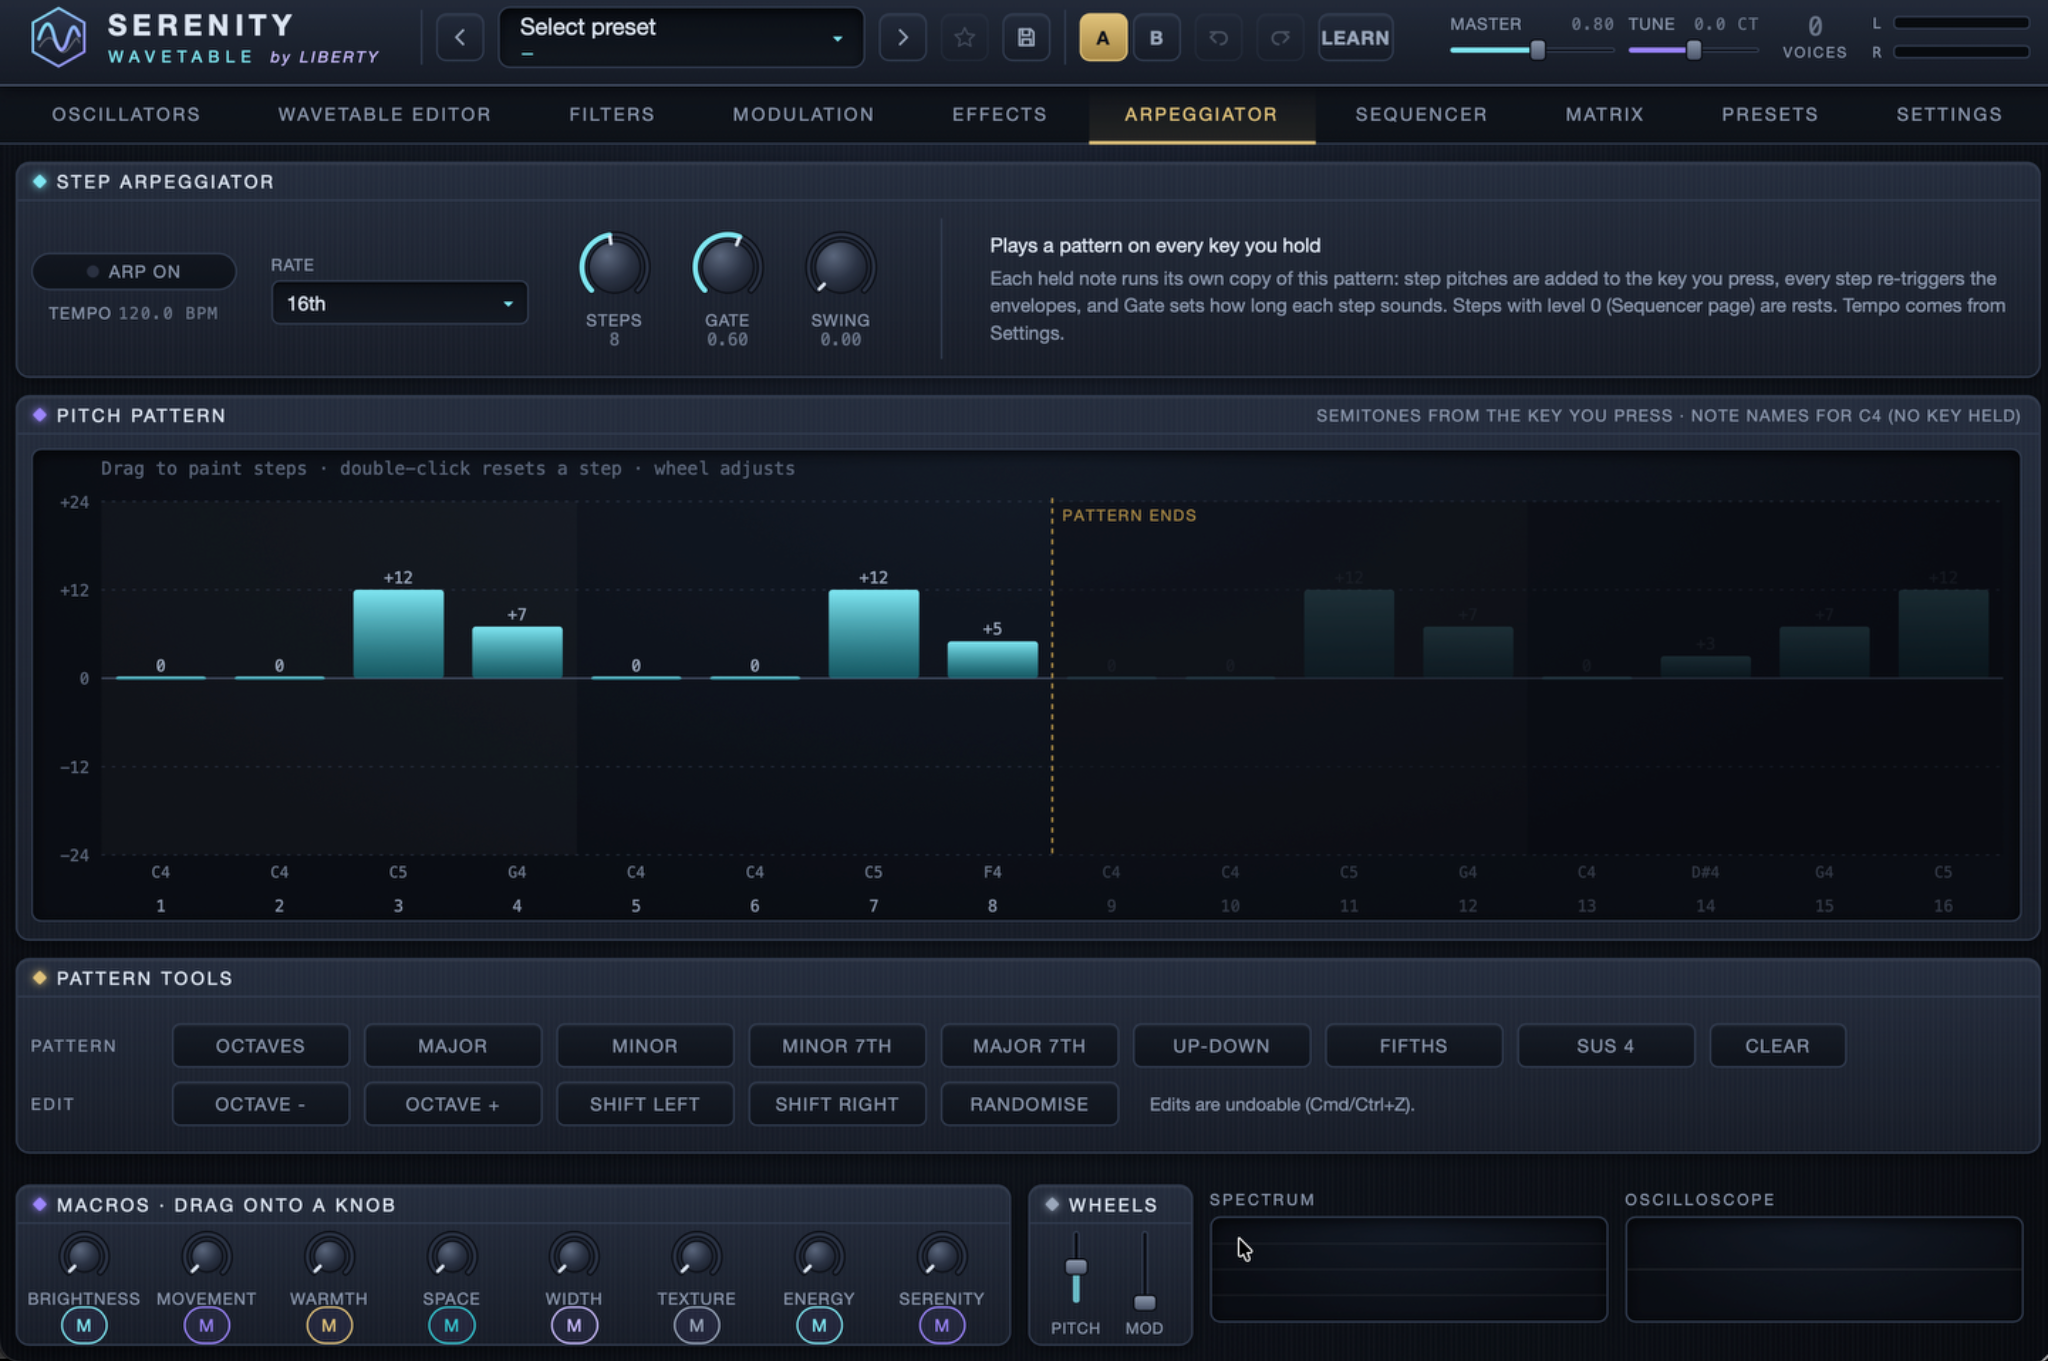 SERENITY
WAVETABLE by LIBERTY
Select preset
–
A B LEARN
MASTER 0.80 TUNE 0.0 CT
0
VOICES
L
R
OSCILLATORS WAVETABLE EDITOR FILTERS MODULATION EFFECTS ARPEGGIATOR SEQUENCER MATRIX PRESETS SETTINGS
STEP ARPEGGIATOR
ARP ON
TEMPO 120.0 BPM
RATE
16th
STEPS GATE SWING
8 0.60 0.00
Plays a pattern on every key you hold
Each held note runs its own copy of this pattern: step pitches are added to the key you press, every step re-triggers the
envelopes, and Gate sets how long each step sounds. Steps with level 0 (Sequencer page) are rests. Tempo comes from
Settings.
PITCH PATTERN
SEMITONES FROM THE KEY YOU PRESS · NOTE NAMES FOR C4 (NO KEY HELD)
Drag to paint steps · double-click resets a step · wheel adjusts
+24
PATTERN ENDS
+12
0
−12
−24
0 0 +12 +7 0 0 +12 +5 0 0 +12 +7 0 +3 +7 +12
C4 C4 C5 G4 C4 C4 C5 F4 C4 C4 C5 G4 C4 D#4 G4 C5
1 2 3 4 5 6 7 8 9 10 11 12 13 14 15 16
PATTERN TOOLS
PATTERN OCTAVES MAJOR MINOR MINOR 7TH MAJOR 7TH UP-DOWN FIFTHS SUS 4 CLEAR
EDIT OCTAVE - OCTAVE + SHIFT LEFT SHIFT RIGHT RANDOMISE Edits are undoable (Cmd/Ctrl+Z).
MACROS · DRAG ONTO A KNOB
BRIGHTNESS MOVEMENT WARMTH SPACE WIDTH TEXTURE ENERGY SERENITY
M M M M M M M M
WHEELS
PITCH MOD
SPECTRUM
OSCILLOSCOPE